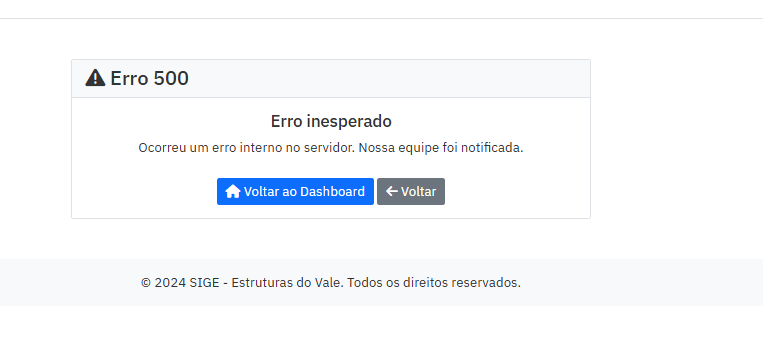 Erro 500
Erro inesperado
Ocorreu um erro interno no servidor. Nossa equipe foi notificada.
Voltar ao Dashboard Voltar
© 2024 SIGE - Estruturas do Vale. Todos os direitos reservados.